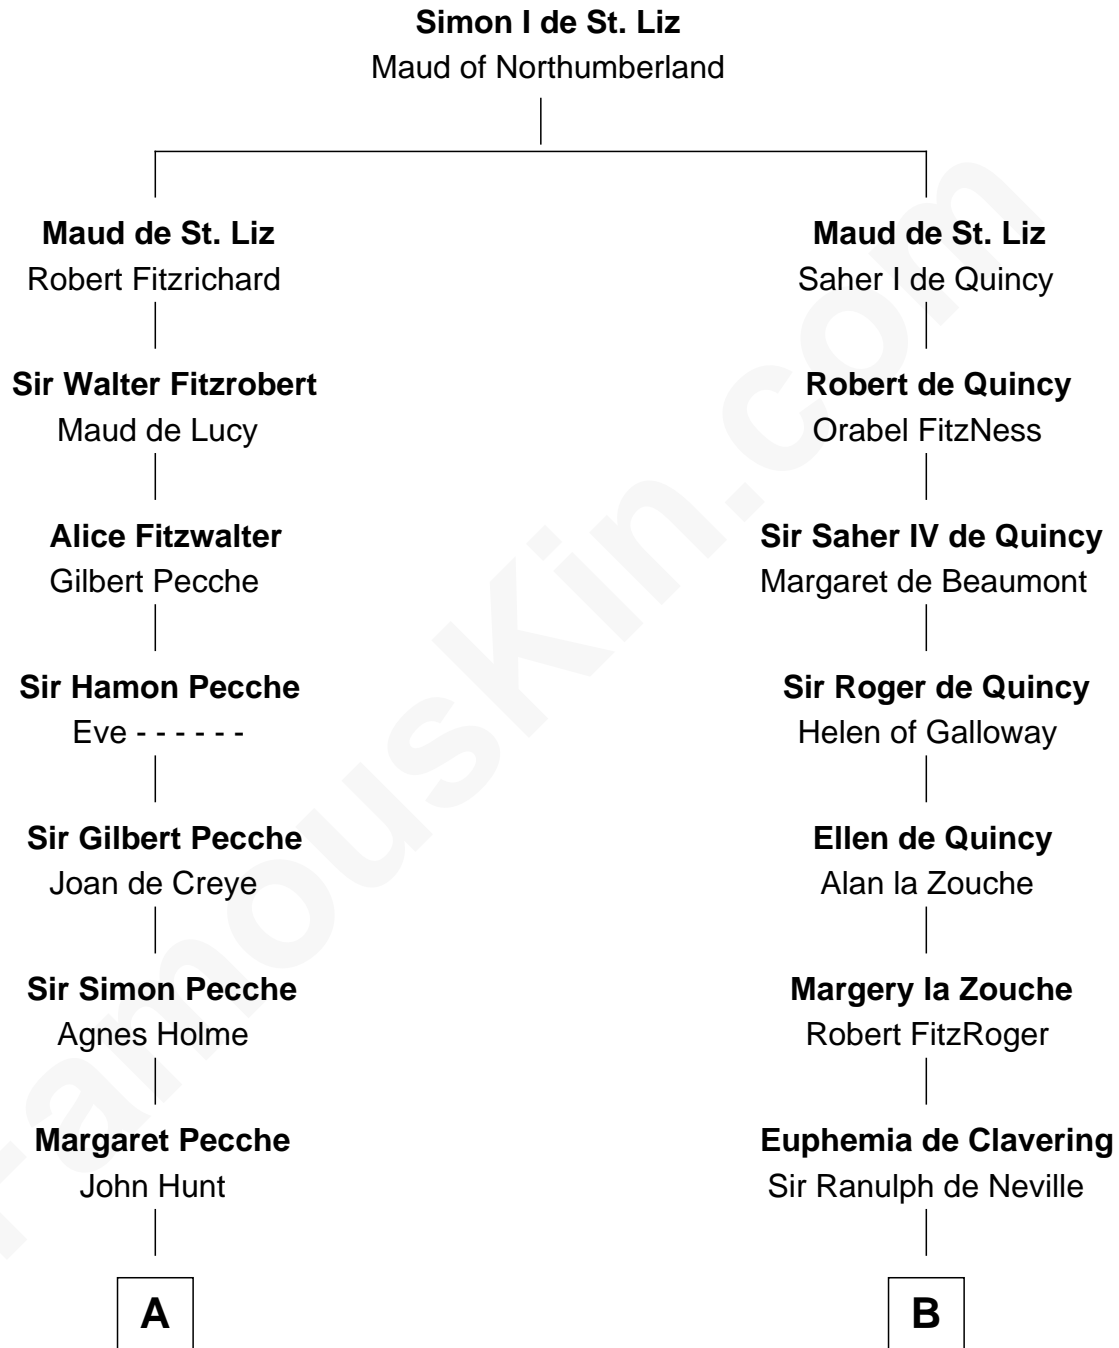 Simon I de St. Liz
Maud of Northumberland
Maud de St. Liz
Robert Fitzrichard
Sir Walter Fitzrobert
Maud de Lucy
Alice Fitzwalter
Gilbert Pecche
Sir Hamon Pecche
Eve - - - - - -
Sir Gilbert Pecche
Joan de Creye
Sir Simon Pecche
Agnes Holme
Margaret Pecche
John Hunt
A
Maud de St. Liz
Saher I de Quincy
Robert de Quincy
Orabel FitzNess
Sir Saher IV de Quincy
Margaret de Beaumont
Sir Roger de Quincy
Helen of Galloway
Ellen de Quincy
Alan la Zouche
Margery la Zouche
Robert FitzRoger
Euphemia de Clavering
Sir Ranulph de Neville
B
FamousKin.com